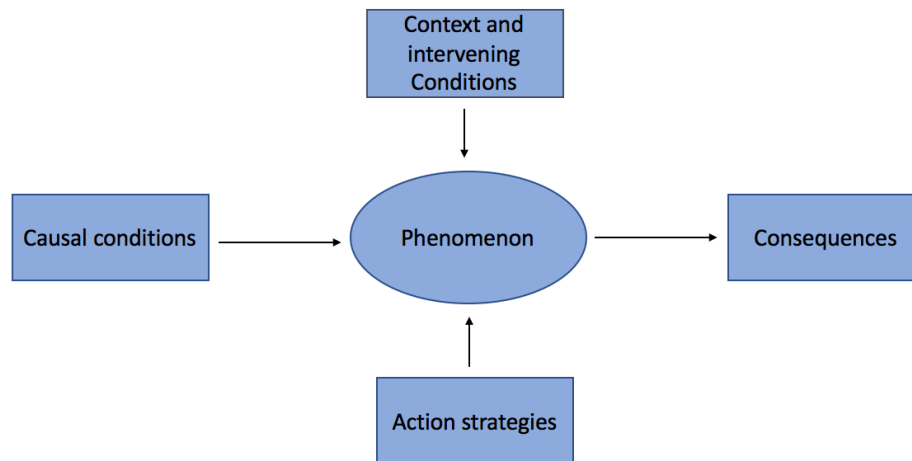 Context and
intervening
Conditions
Causal conditions
Phenomenon
Consequences
Action strategies